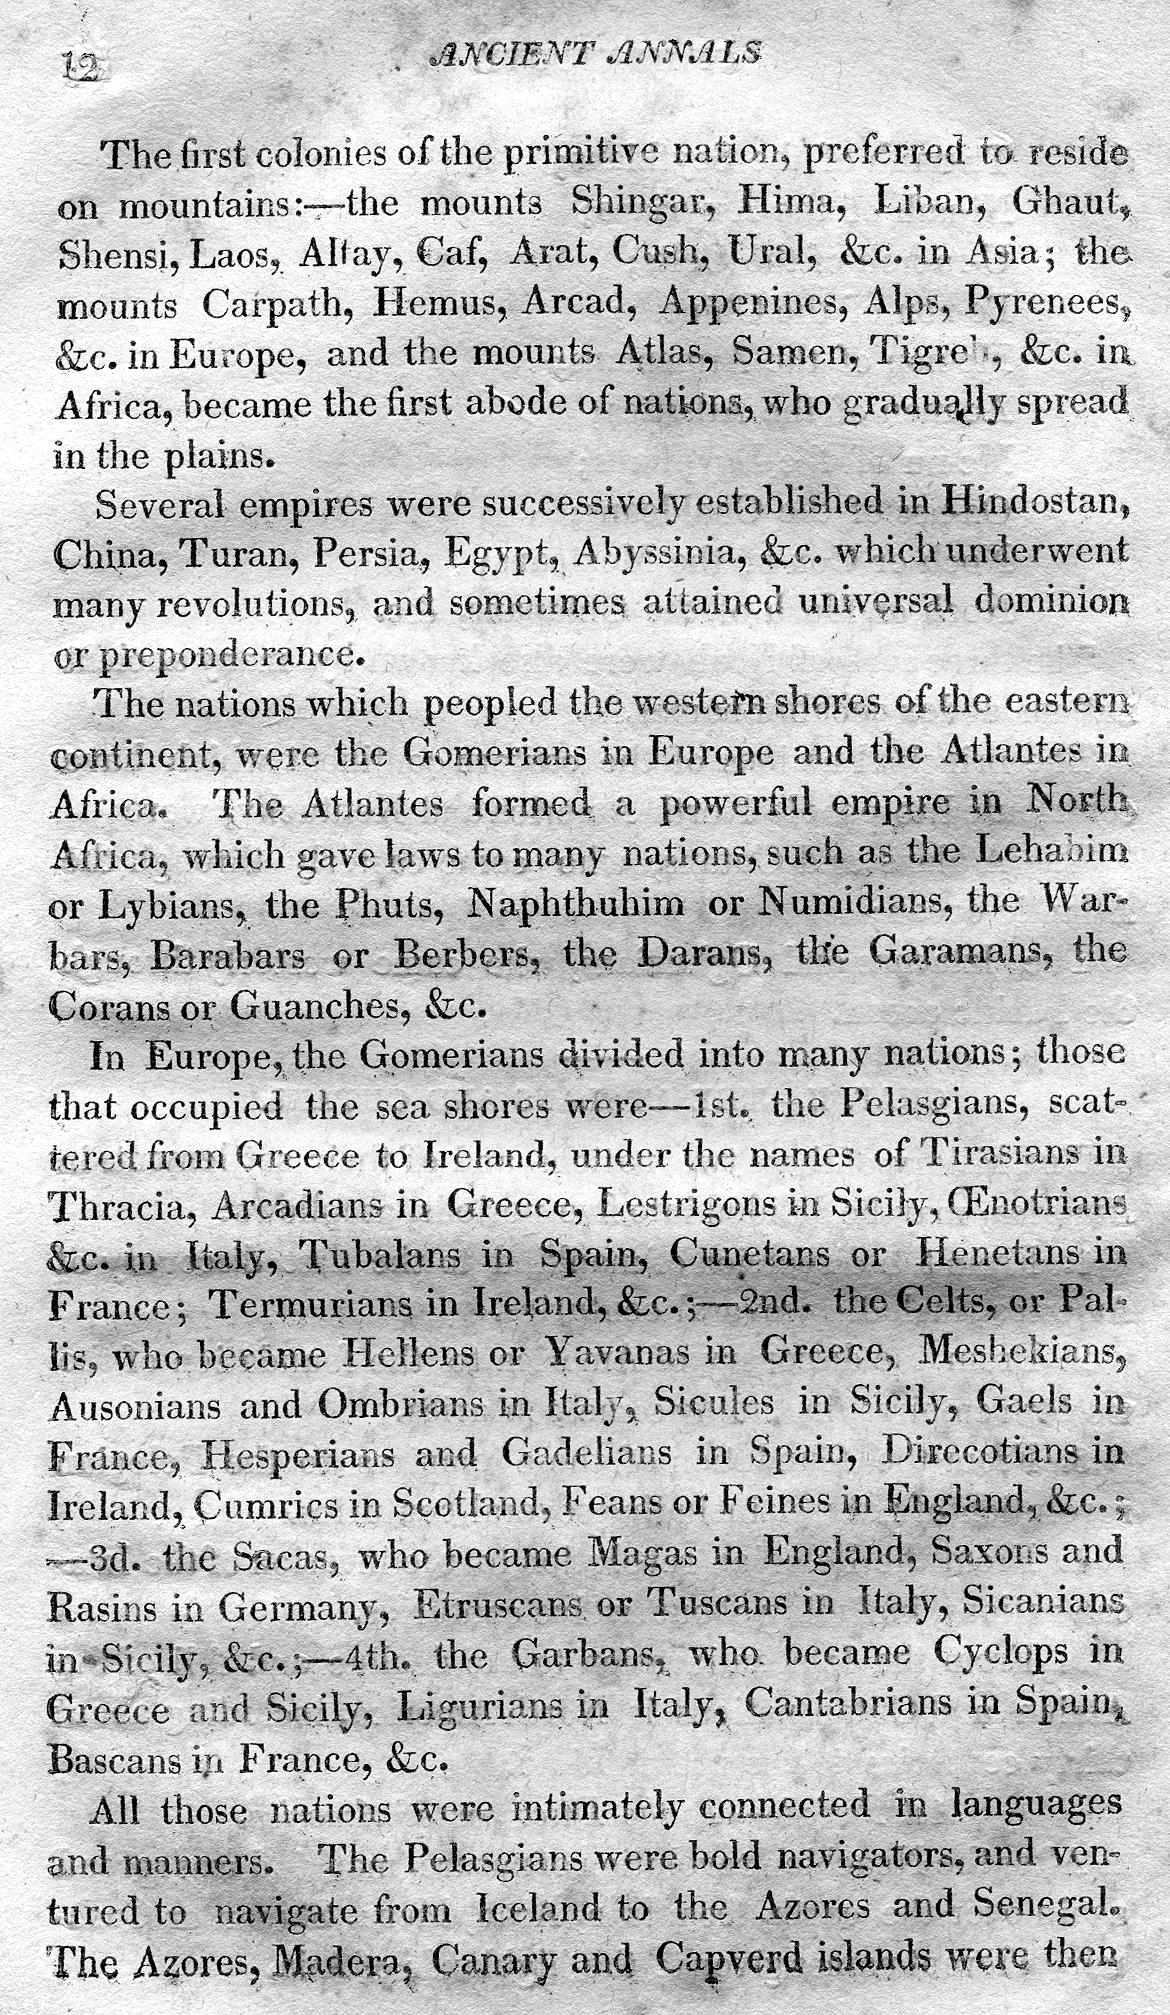 12
ANCIENT ANNALS
The first colonies of the primitive nation, preferred to reside
on mountains:—the mounts Shingar, Hima, Liban, Ghaut,
Shensi, Laos, Altay, Caf, Arat, Cush, Ural, &c. in Asia; the
mounts Carpath, Hemus, Arcad, Appenines, Alps, Pyrenees,
&c. in Europe, and the mounts Atlas, Samen, &c. in
Africa, became the first abode of nations, who gradually spread
in the plains.
Several empires were successively established in Hindostan,
China, Turan, Persia, Egypt, Abyssinia, &c. which underwent
many revolutions, and sometimes attained universal dominion
or preponderance.
The nations which peopled the western shores of the eastern
continent, were the Gomerians in Europe and the Atlantes in
Africa. The Atlantes formed a powerful empire in North
Africa, which gave laws to many nations, such as the Lehabim
or Lybians, the Phuts, Naphthuhim or Numidians, the War-
bars, Barabars or Berbers, the Darans, the Garamans, the
Corans or Guanches, &c.
In Europe, the Gomerians divided into many nations; those
that occupied the sea shores were—1st. the Pelasgians, scat-
tered from Greece to Ireland, under the names of Tirasians in
Thracia, Arcadians in Greece, Lestrigons in Sicily, Œnotrians
&c. in Italy, Tubalans in Spain, Cunetans or Henetans in
France; Termurians in Ireland, &c.;—2nd. the Celts, or Pal-
lis, who became Hellens or Yavanas in Greece, Meshekians,
Ausonians and Ombrians in Italy, Sicules in Sicily, Gaels in
France, Hesperians and Gadelians in Spain, Direcotians in
Ireland, Cumrics in Scotland, Feans or Feines in England, &c.;
—3d. the Sacas, who became Magas in England, Saxons and
Rasins in Germany, Etruscans or Tuscans in Italy, Sicanians
in Sicily, &c.;—4th. the Garbans, who became Cyclops in
Greece and Sicily, Ligurians in Italy, Cantabrians in Spain,
Bascans in France, &c.
All those nations were intimately connected in languages
and manners. The Pelasgians were bold navigators, and ven-
tured to navigate from Iceland to the Azores and Senegal.
The Azores, Madera, Canary and Capverd islands were then